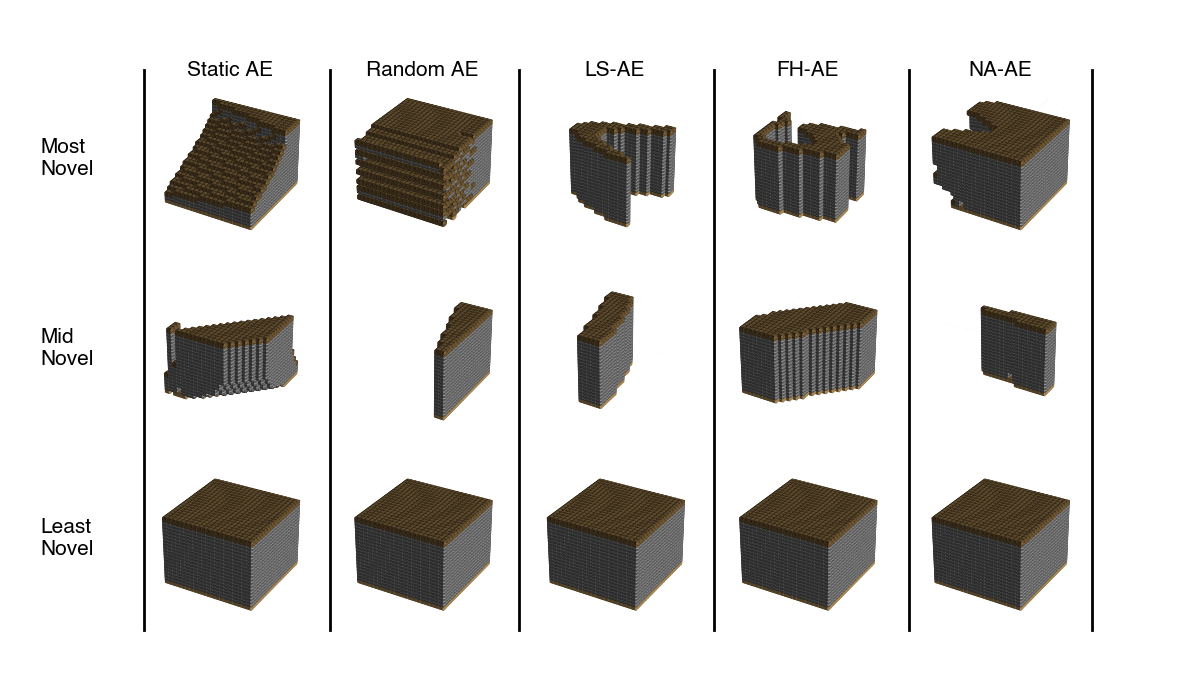 Static AE
Random AE
LS-AE
FH-AE
NA-AE
Most
Novel
Mid
Novel
Least
Novel